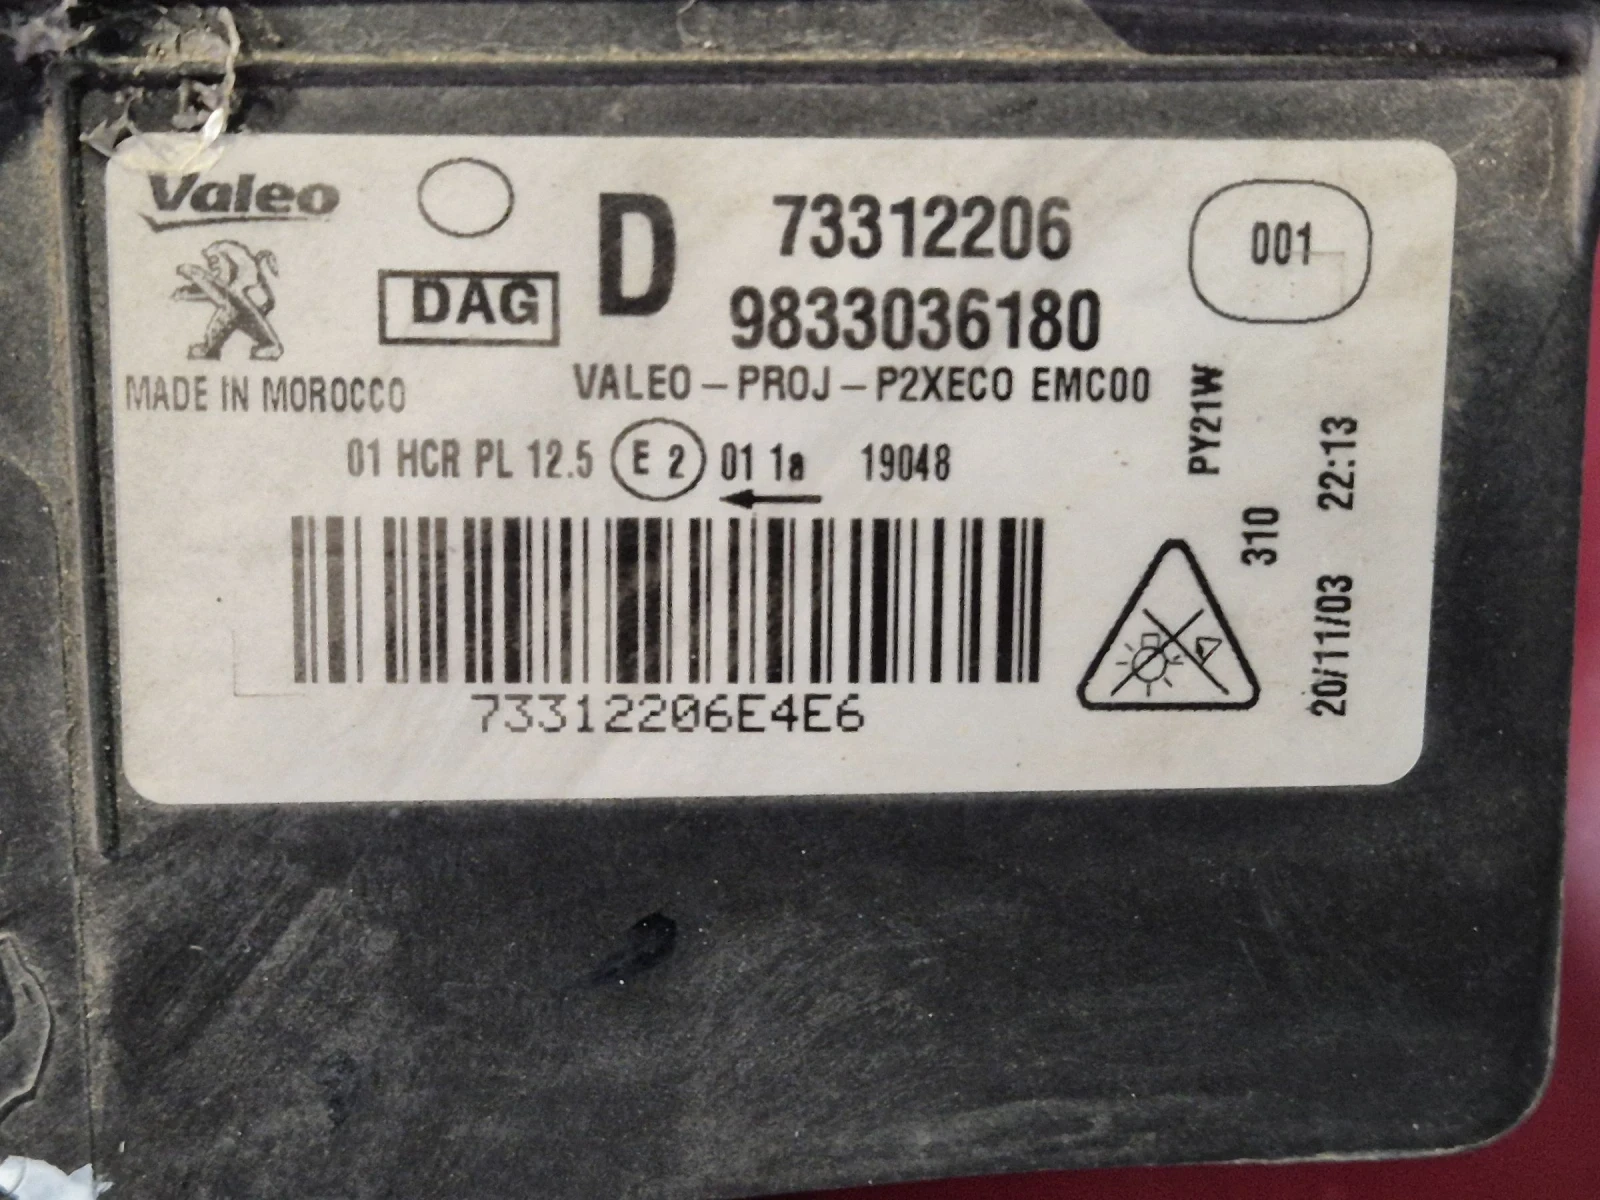 Valeo
D
73312206
001
DAG
9833036180
MADE IN MOROCCO
VALEO - PROJ - P2XECO EMC00
01 HCR PL 12.5 E 2 01 1a 19048
73312206E4E6
PY21W
310
20/11/03 22:13